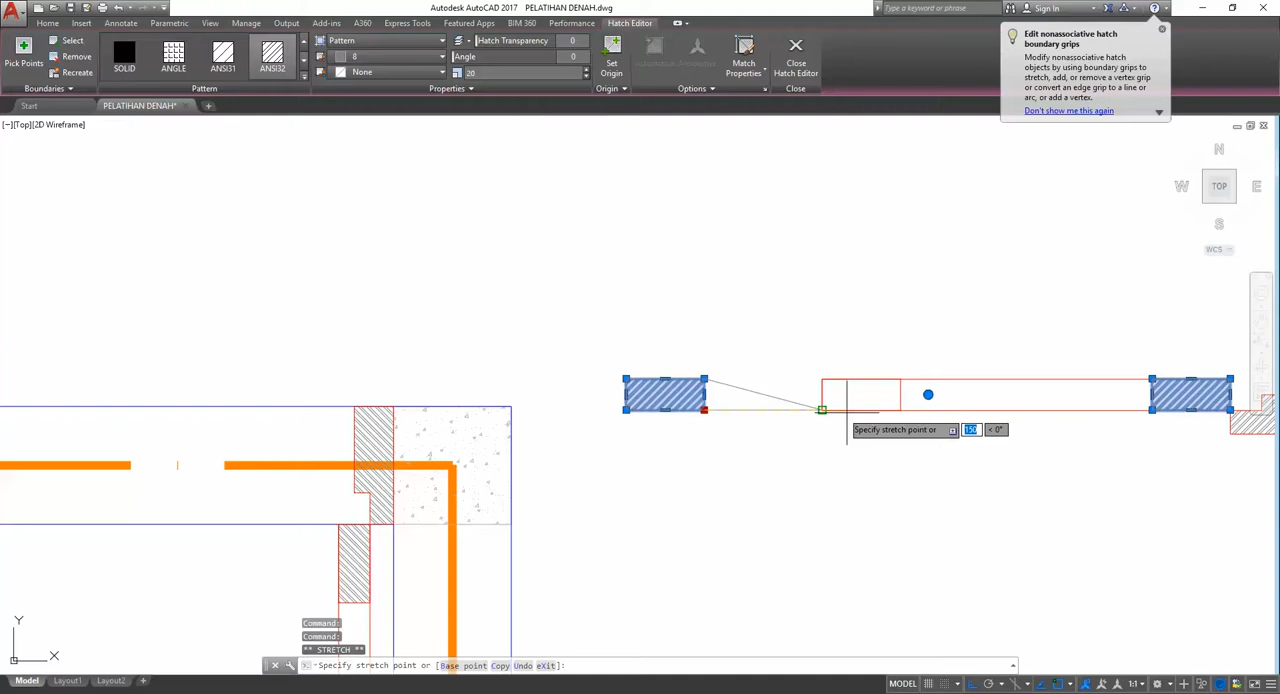 Autodesk AutoCAD 2017   PELATIHAN DENAH.dwg
Type a keyword or phrase
Sign In
Home Insert Annotate Parametric View Manage Output Add-ins A360 Express Tools Featured Apps BIM 360 Performance Hatch Editor
Pick Points
Select
Remove
Recreate
Boundaries
SOLID
ANGLE
ANSI31
ANSI32
Pattern
Pattern
8
None
Hatch Transparency 0
Angle 0
20
Properties
Set
Origin
Origin
Associative Annotative
Match
Properties
Options
Close
Hatch Editor
Close
Edit nonassociative hatch
boundary grips
Modify nonassociative hatch
objects by using boundary grips to
stretch, add, or remove a vertex grip
or convert an edge grip to a line or
arc, or add a vertex.
Don't show me this again
Start
PELATIHAN DENAH*
[−][Top][2D Wireframe]
N
W
TOP
E
S
WCS
Specify stretch point or
150
< 0°
Y
X
Command:
Command:
** STRETCH **
Specify stretch point or [Base point Copy Undo eXit]:
Model
Layout1
Layout2
+
MODEL
1:1